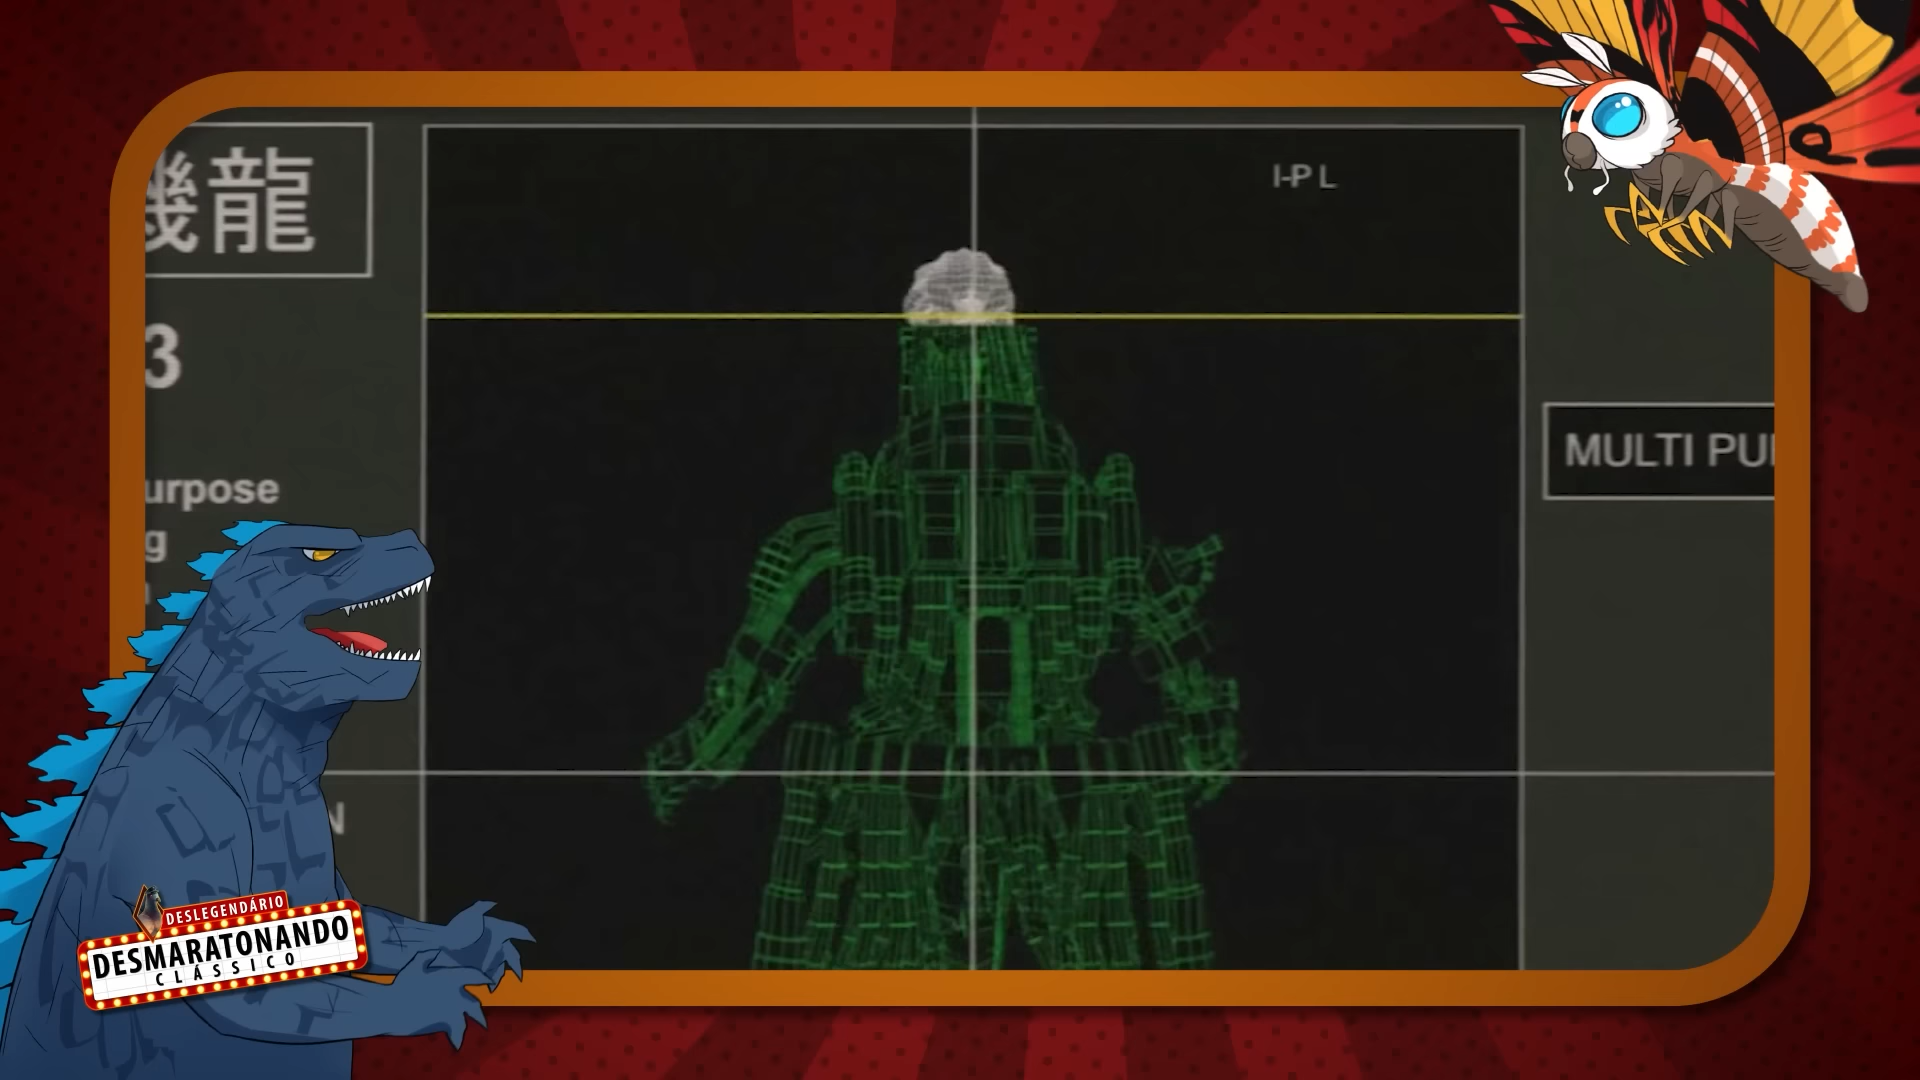 機龍
I-P L
3
MULTI PU
urpose
g
N
DESLEGENDÁRIO
DESMARATONANDO
CLÁSSICO